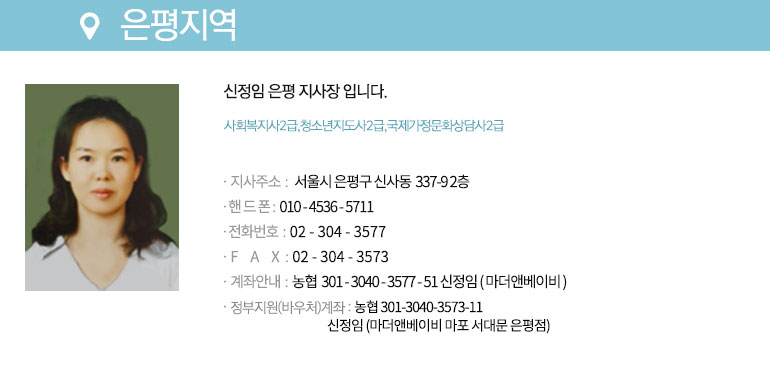 은평지역
신정임 은평 지사장 입니다.
사회복지사2급,청소년지도사2급,국제가정문화상담사2급
· 지사주소 : 서울시 은평구 신사동 337-9 2층
· 핸 드 폰 : 010 - 4536 - 5711
· 전화번호 : 02 - 304 - 3577
· F A X : 02 - 304 - 3573
· 계좌안내 : 농협 301 - 3040 - 3577 - 51 신정임 ( 마더앤베이비 )
· 정부지원(바우처)계좌 : 농협 301-3040-3573-11
신정임 (마더앤베이비 마포 서대문 은평점)